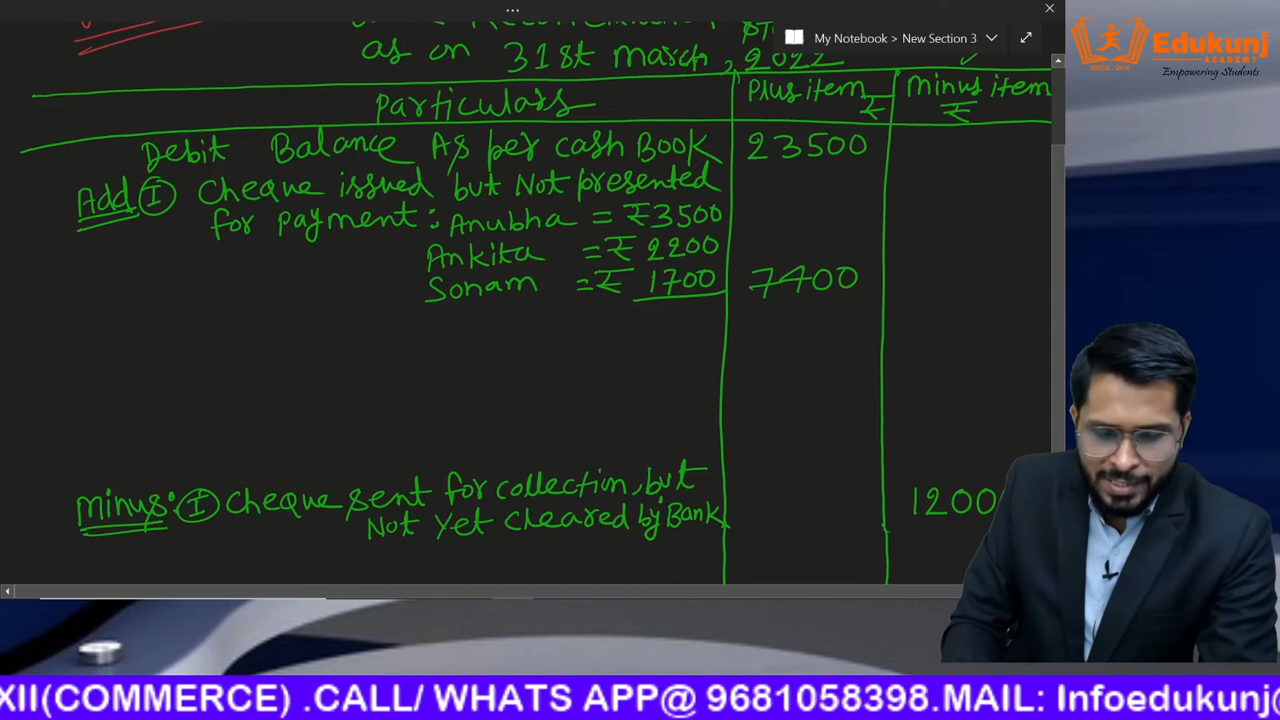 ...
My Notebook > New Section 3
as on 31st march, 2022
Particulars
Plus item ₹
Minus item ₹
Debit Balance As per cash Book 23500
Add: I Cheque issued but Not presented
for payment: Anubha = ₹3500
Ankita = ₹ 2200
Sonam = ₹ 1700 7400
Minus: I Cheque sent for collection, but
Not Yet cleared by Bank 1200
Edukunj
ACADEMY
Empowering Students
XII(COMMERCE) .CALL/ WHATS APP@ 9681058398.MAIL: Infoedukunj@